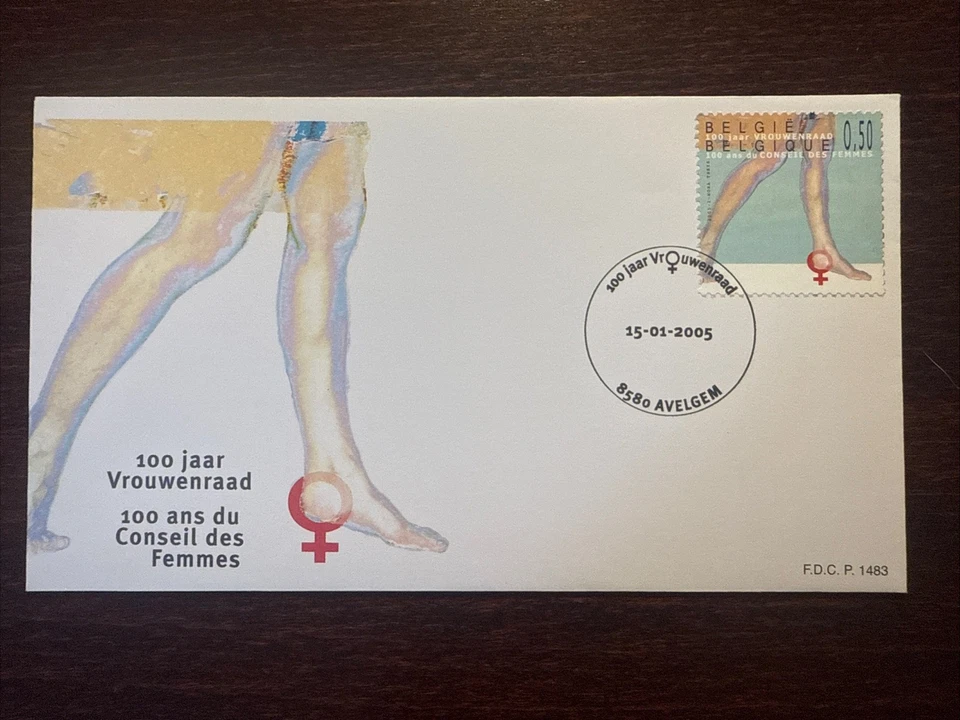 BELGIË
100 jaar VROUWENRAAD
BELGIQUE 0,50
100 ans du CONSEIL DES FEMMES
100 jaar Vrouwenraad
15-01-2005
8580 AVELGEM
100 jaar
Vrouwenraad
100 ans du
Conseil des
Femmes
F.D.C. P. 1483